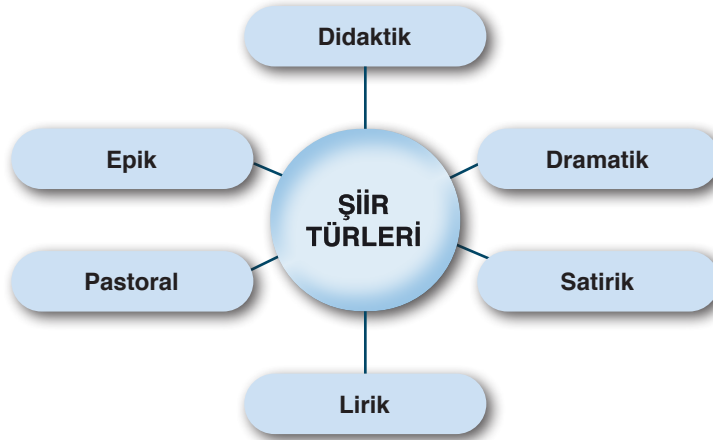 Didaktik
Epik
Dramatik
ŞİİR
TÜRLERİ
Pastoral
Satirik
Lirik